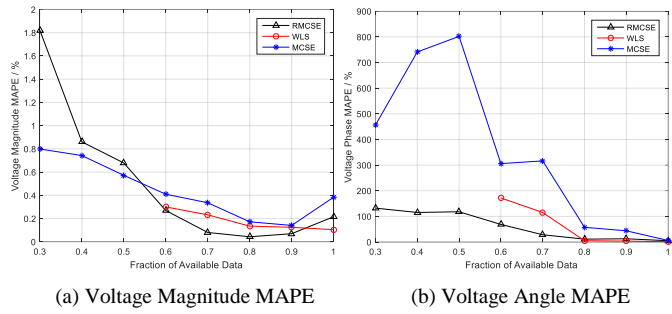 2
1.8
1.6
1.4
1.2
1
0.8
0.6
0.4
0.2
0
Voltage Magnitude MAPE / %
RMCSE
WLS
MCSE
0.3 0.4 0.5 0.6 0.7 0.8 0.9 1
Fraction of Available Data
(a) Voltage Magnitude MAPE
900
800
700
600
500
400
300
200
100
0
Voltage Phase MAPE / %
RMCSE
WLS
MCSE
0.3 0.4 0.5 0.6 0.7 0.8 0.9 1
Fraction of Available Data
(b) Voltage Angle MAPE